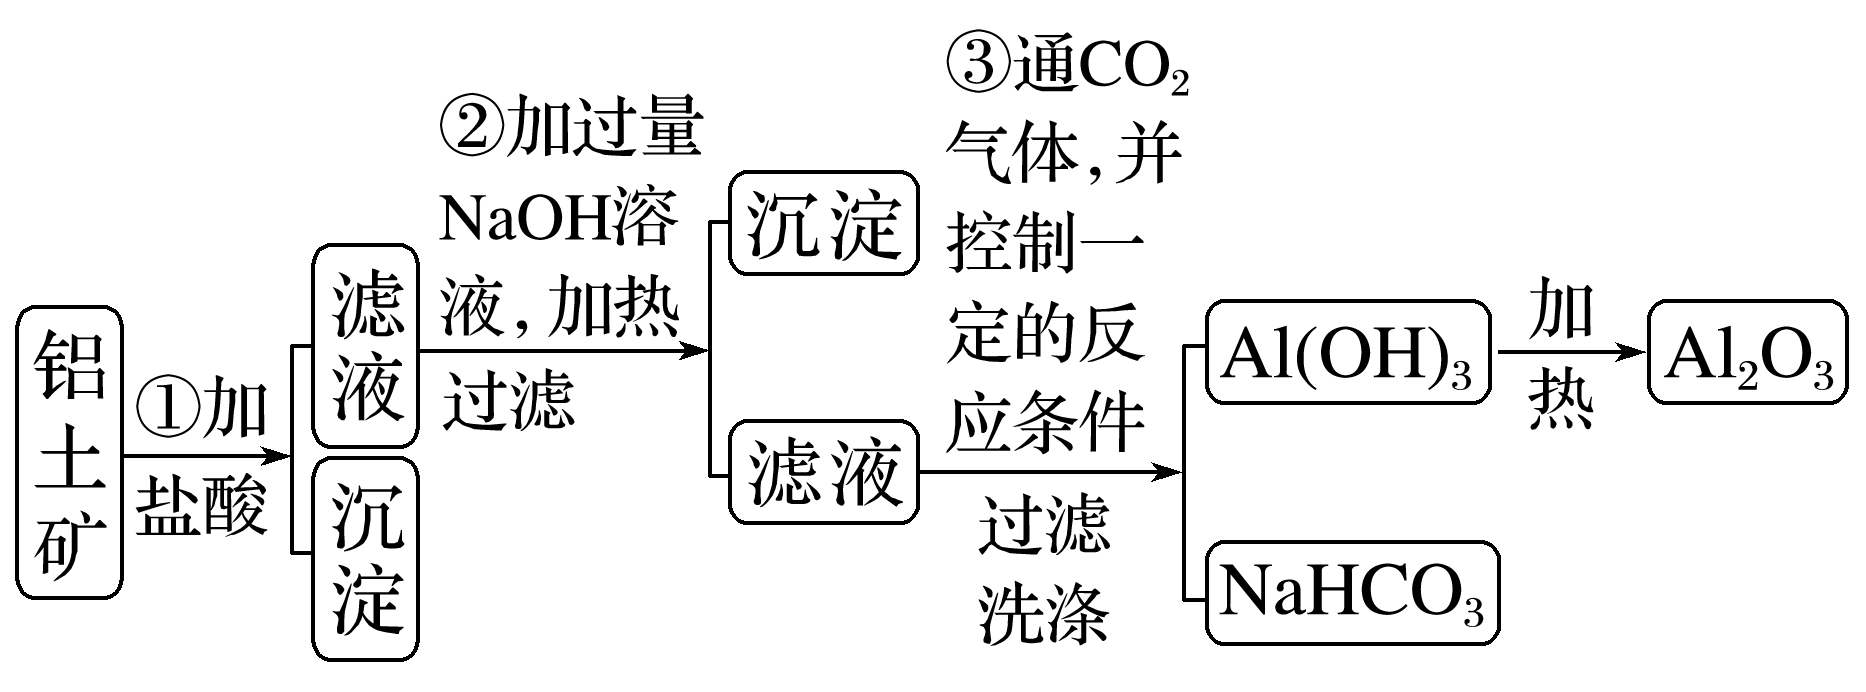 铝
土
矿
①加
盐酸
滤
液
沉
淀
②加过量
NaOH溶
液,加热
过滤
沉淀
滤液
③通CO₂
气体,并
控制一
定的反
应条件
过滤
洗涤
Al(OH)₃
NaHCO₃
加
热
Al₂O₃